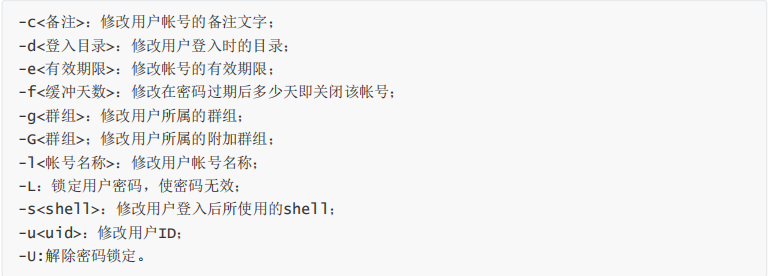 -c<备注>：修改用户帐号的备注文字；
-d<登入目录>：修改用户登入时的目录；
-e<有效期限>：修改帐号的有效期限；
-f<缓冲天数>：修改在密码过期后多少天即关闭该帐号；
-g<群组>：修改用户所属的群组；
-G<群组>；修改用户所属的附加群组；
-l<帐号名称>：修改用户帐号名称；
-L：锁定用户密码，使密码无效；
-s<shell>：修改用户登入后所使用的shell；
-u<uid>：修改用户ID；
-U:解除密码锁定。